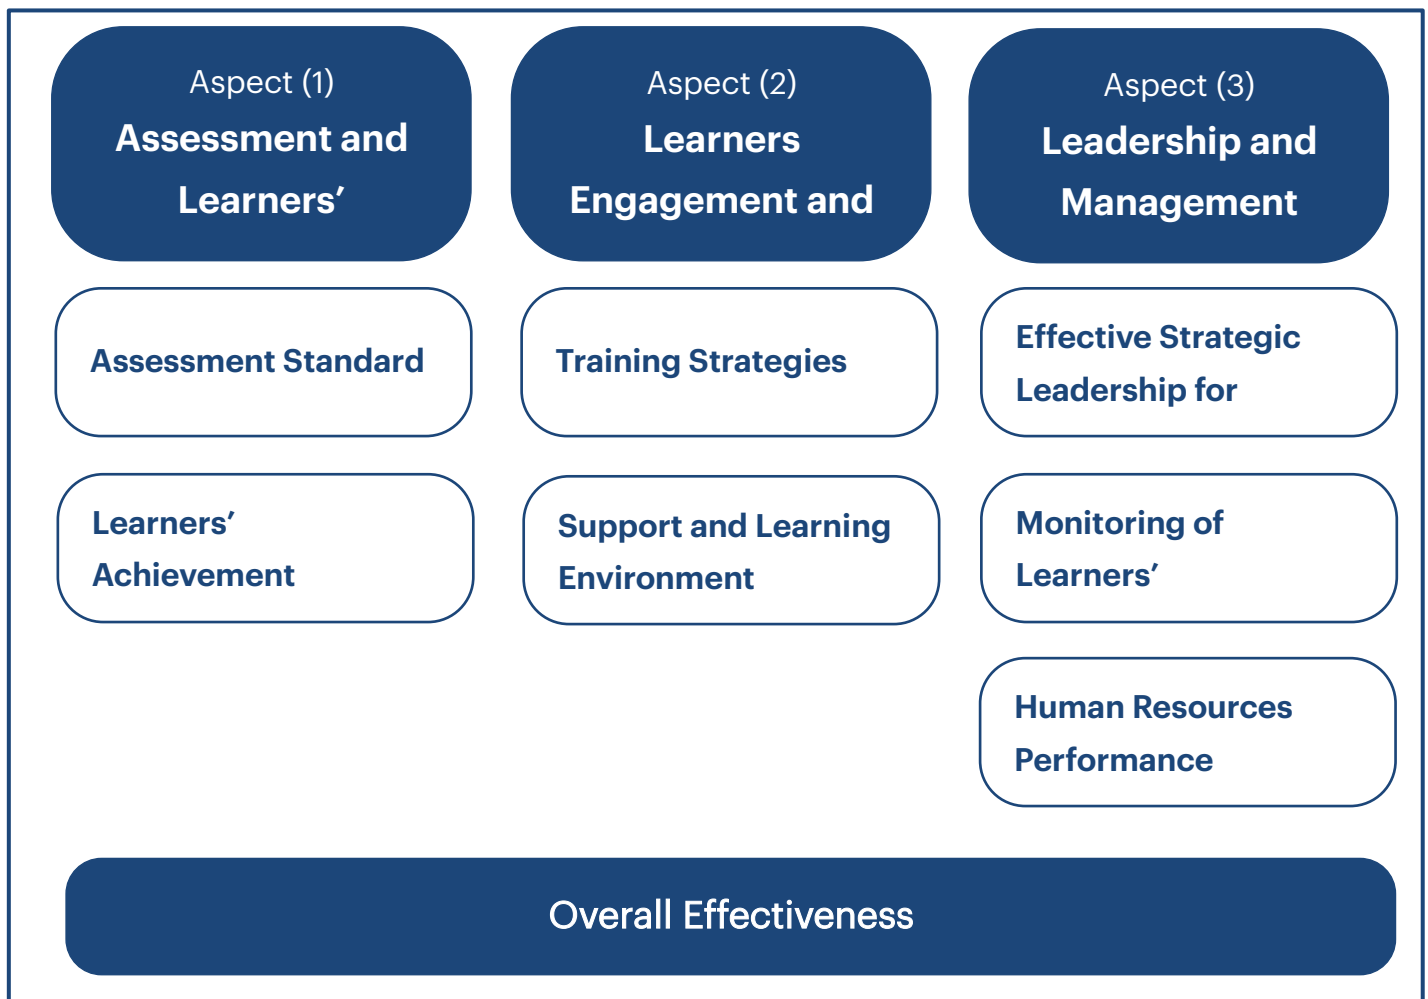 Aspect (1)
Assessment and
Learners’
Aspect (2)
Learners
Engagement and
Aspect (3)
Leadership and
Management
Assessment Standard
Learners’
Achievement
Training Strategies
Support and Learning
Environment
Effective Strategic
Leadership for
Monitoring of
Learners’
Human Resources
Performance
Overall Effectiveness